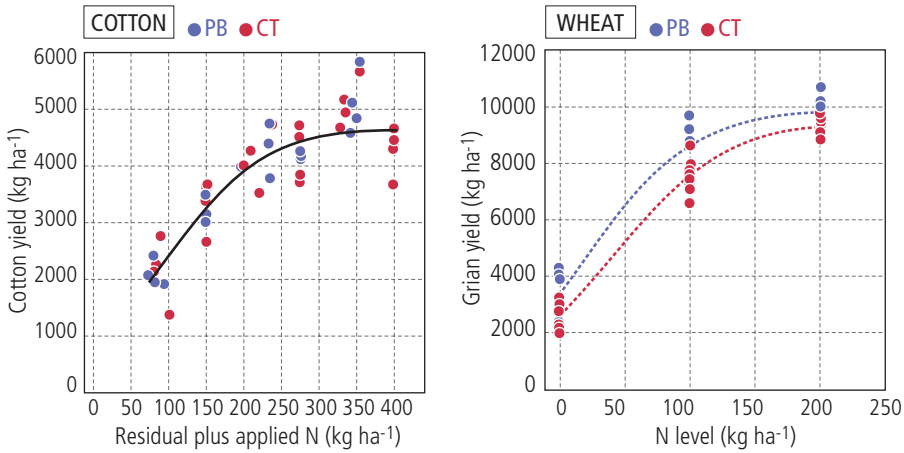 COTTON PB CT
6000
5000
4000
3000
2000
1000
0
0 50 100 150 200 250 300 350 400
Cotton yield (kg ha-1)
Residual plus applied N (kg ha-1)
WHEAT PB CT
12000
10000
8000
6000
4000
2000
0
0 50 100 150 200 250
Grian yield (kg ha-1)
N level (kg ha-1)